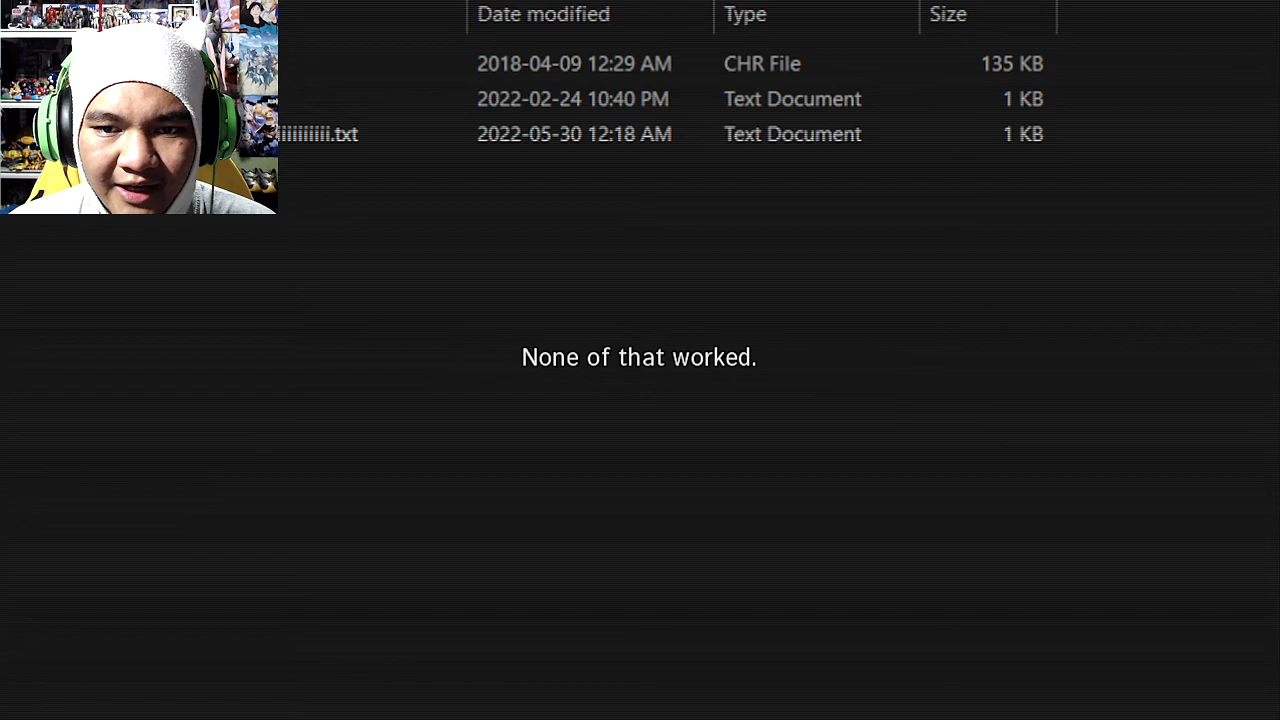 Date modified Type Size
2018-04-09 12:29 AM CHR File 135 KB
2022-02-24 10:40 PM Text Document 1 KB
iiiiiiiiii.txt 2022-05-30 12:18 AM Text Document 1 KB
None of that worked.